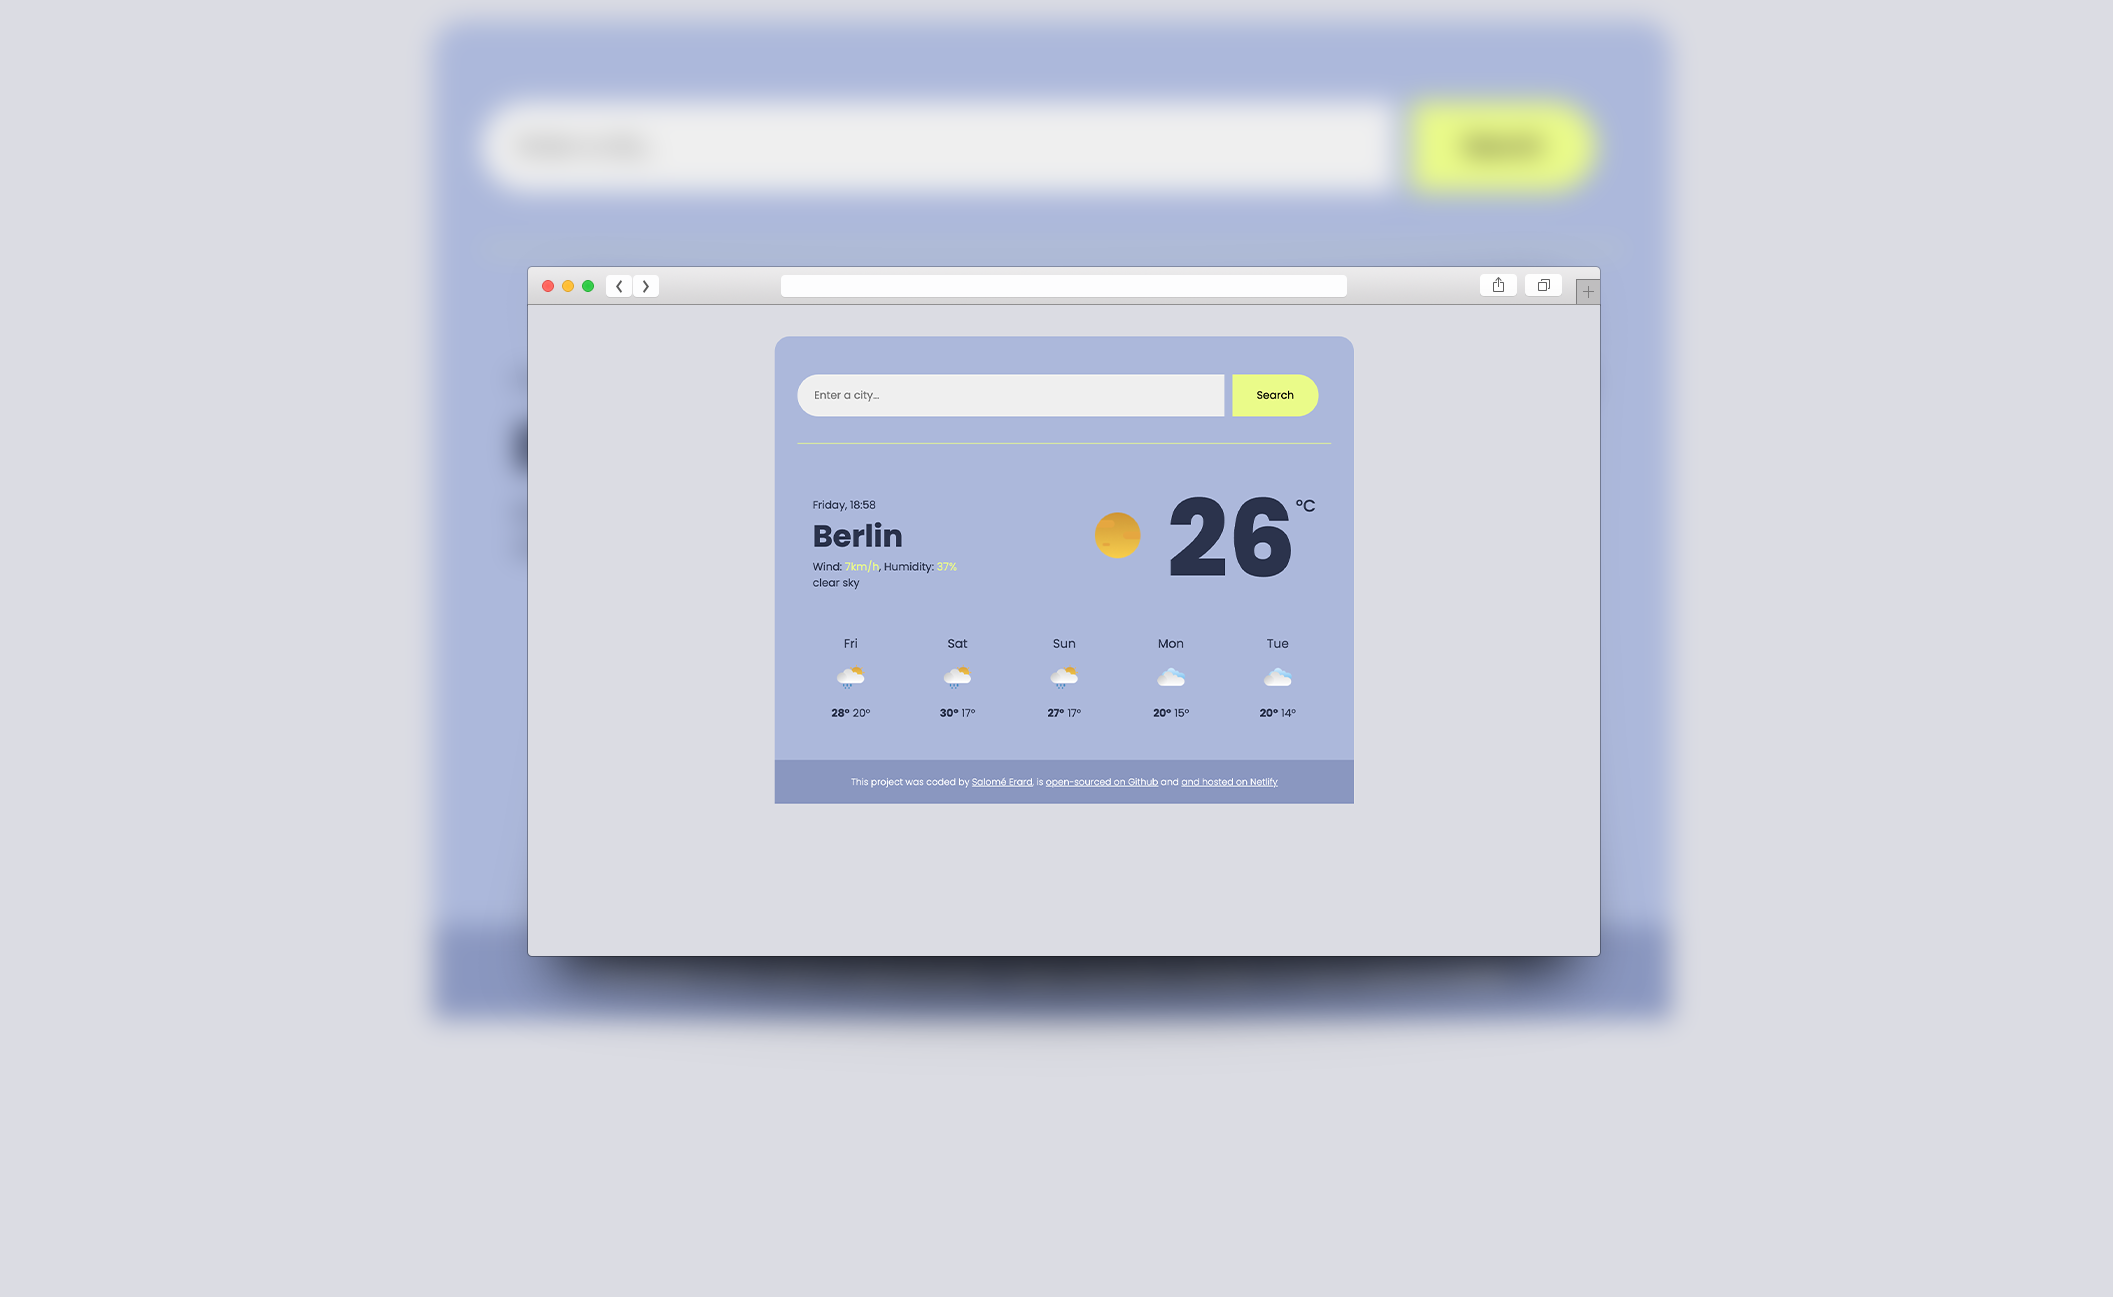 Enter a city...
Search
Friday, 18:58
Berlin
Wind: 7km/h, Humidity: 37%
clear sky
26 °C
Fri Sat Sun Mon Tue
28° 20° 30° 17° 27° 17° 20° 15° 20° 14°
This project was coded by Salomé Erard, is open-sourced on Github and and hosted on Netlify